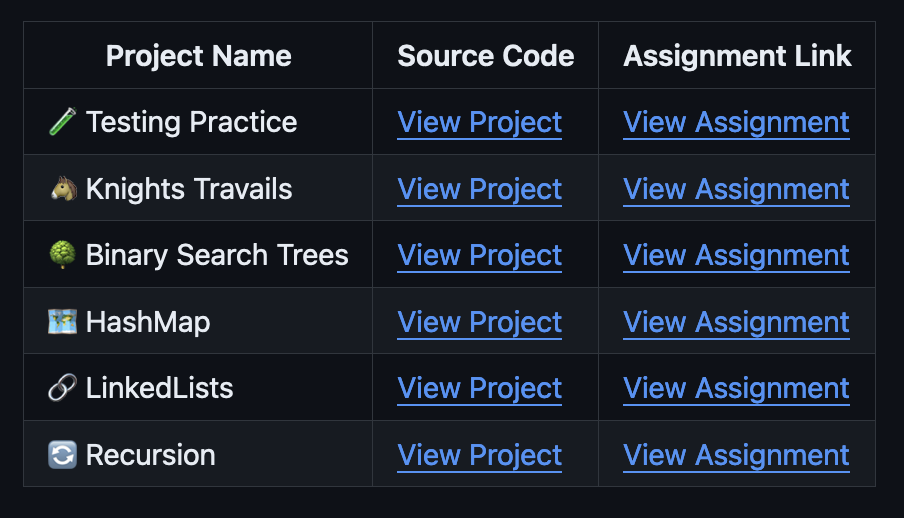 Project Name Source Code Assignment Link
🧪 Testing Practice View Project View Assignment
🐴 Knights Travails View Project View Assignment
🌳 Binary Search Trees View Project View Assignment
🗺️ HashMap View Project View Assignment
🔗 LinkedLists View Project View Assignment
🔄 Recursion View Project View Assignment